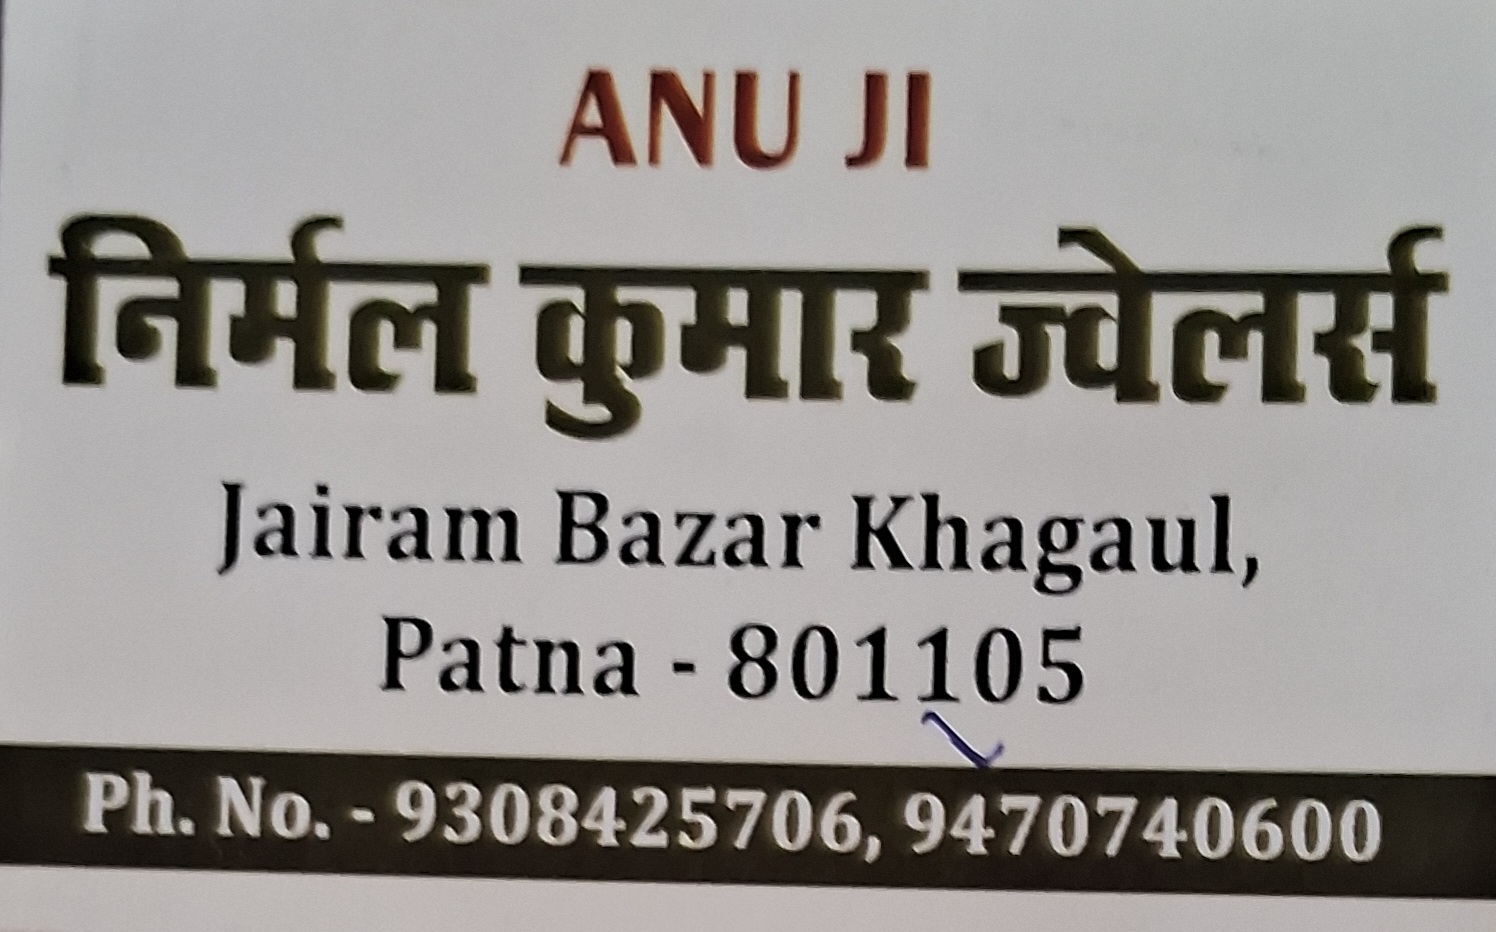 ANU JI
निर्मल कुमार ज्वेलर्स
Jairam Bazar Khagaul,
Patna - 801105
Ph. No. - 9308425706, 9470740600